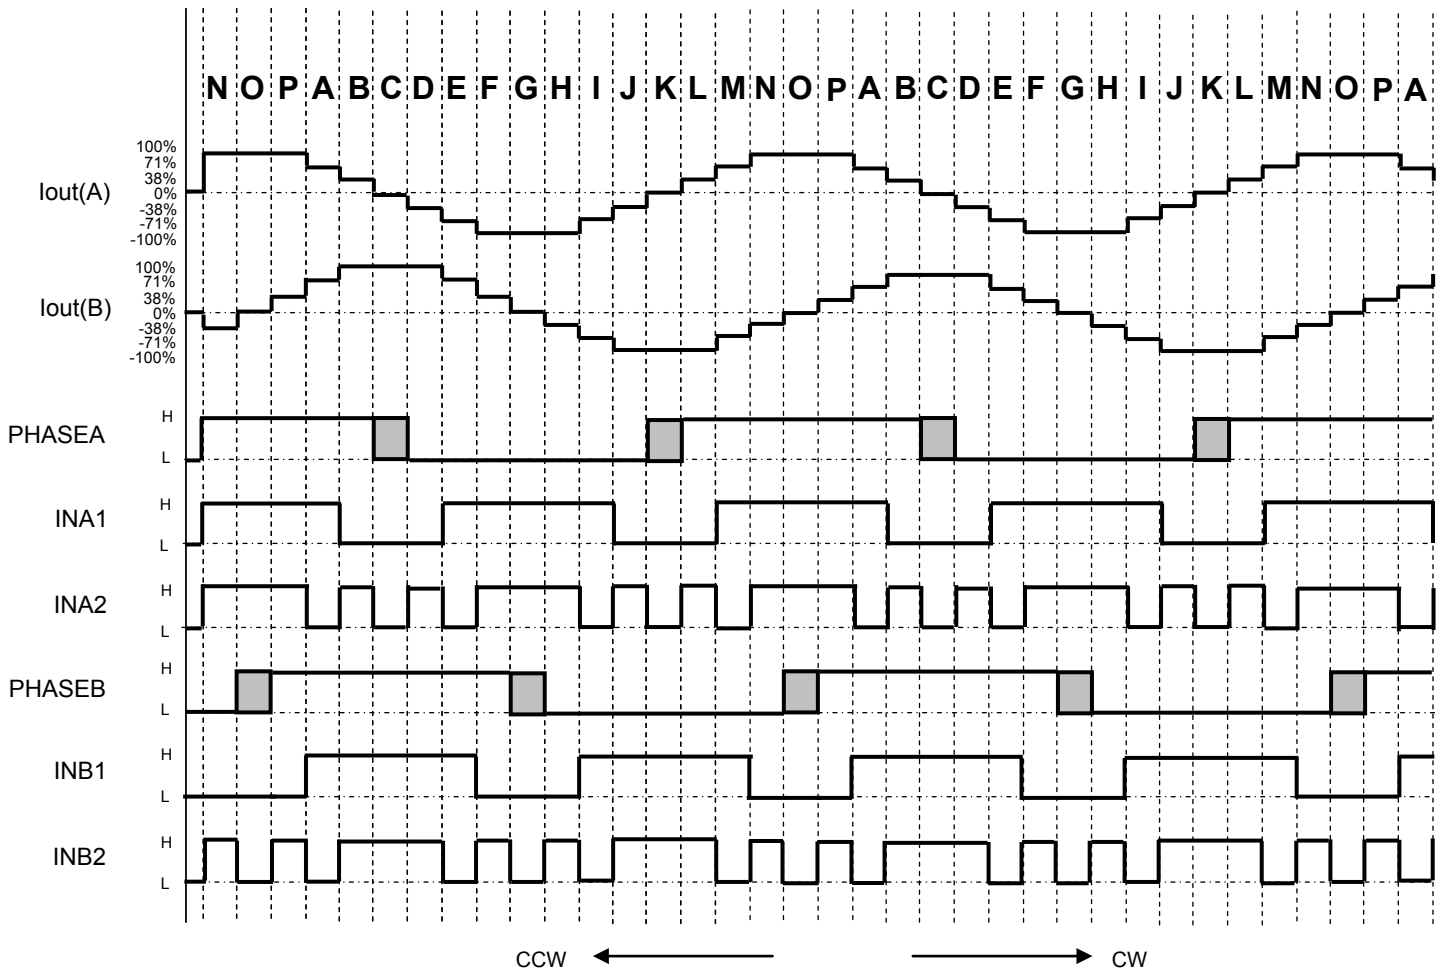 N O P A B C D E F G H I J K L M N O P A B C D E F G H I J K L M N O P A
Iout(A)
100%
71%
38%
0%
-38%
-71%
-100%
Iout(B)
100%
71%
38%
0%
-38%
-71%
-100%
PHASEA
H
L
INA1
H
L
INA2
H
L
PHASEB
H
L
INB1
H
L
INB2
H
L
CCW
CW